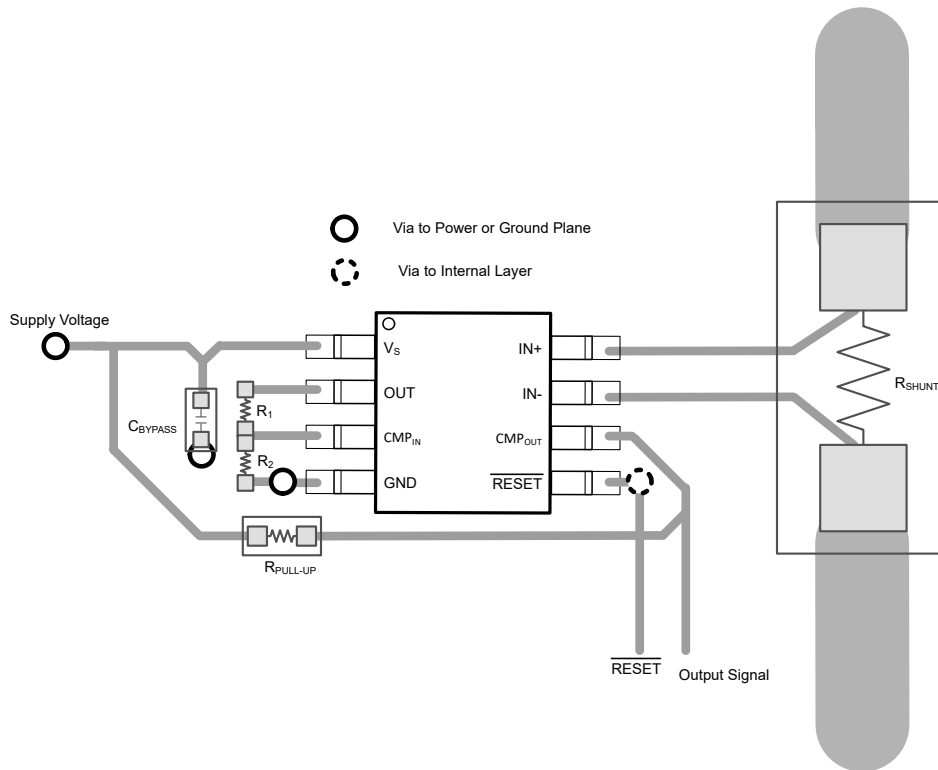 Via to Power or Ground Plane
Via to Internal Layer
Supply Voltage
VS
IN+
OUT
IN-
RSHUNT
R1
CBYPASS
CMPIN
CMPOUT
R2
GND
RESET
RPULL-UP
RESET
Output Signal